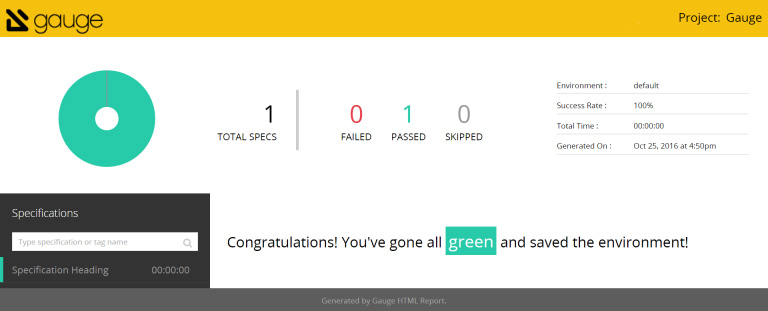 gauge
Project: Gauge
1
TOTAL SPECS
0
FAILED
1
PASSED
0
SKIPPED
Environment : default
Success Rate : 100%
Total Time : 00:00:00
Generated On : Oct 25, 2016 at 4:50pm
Specifications
Type specification or tag name
Specification Heading 00:00:00
Congratulations! You've gone all green and saved the environment!
Generated by Gauge HTML Report.